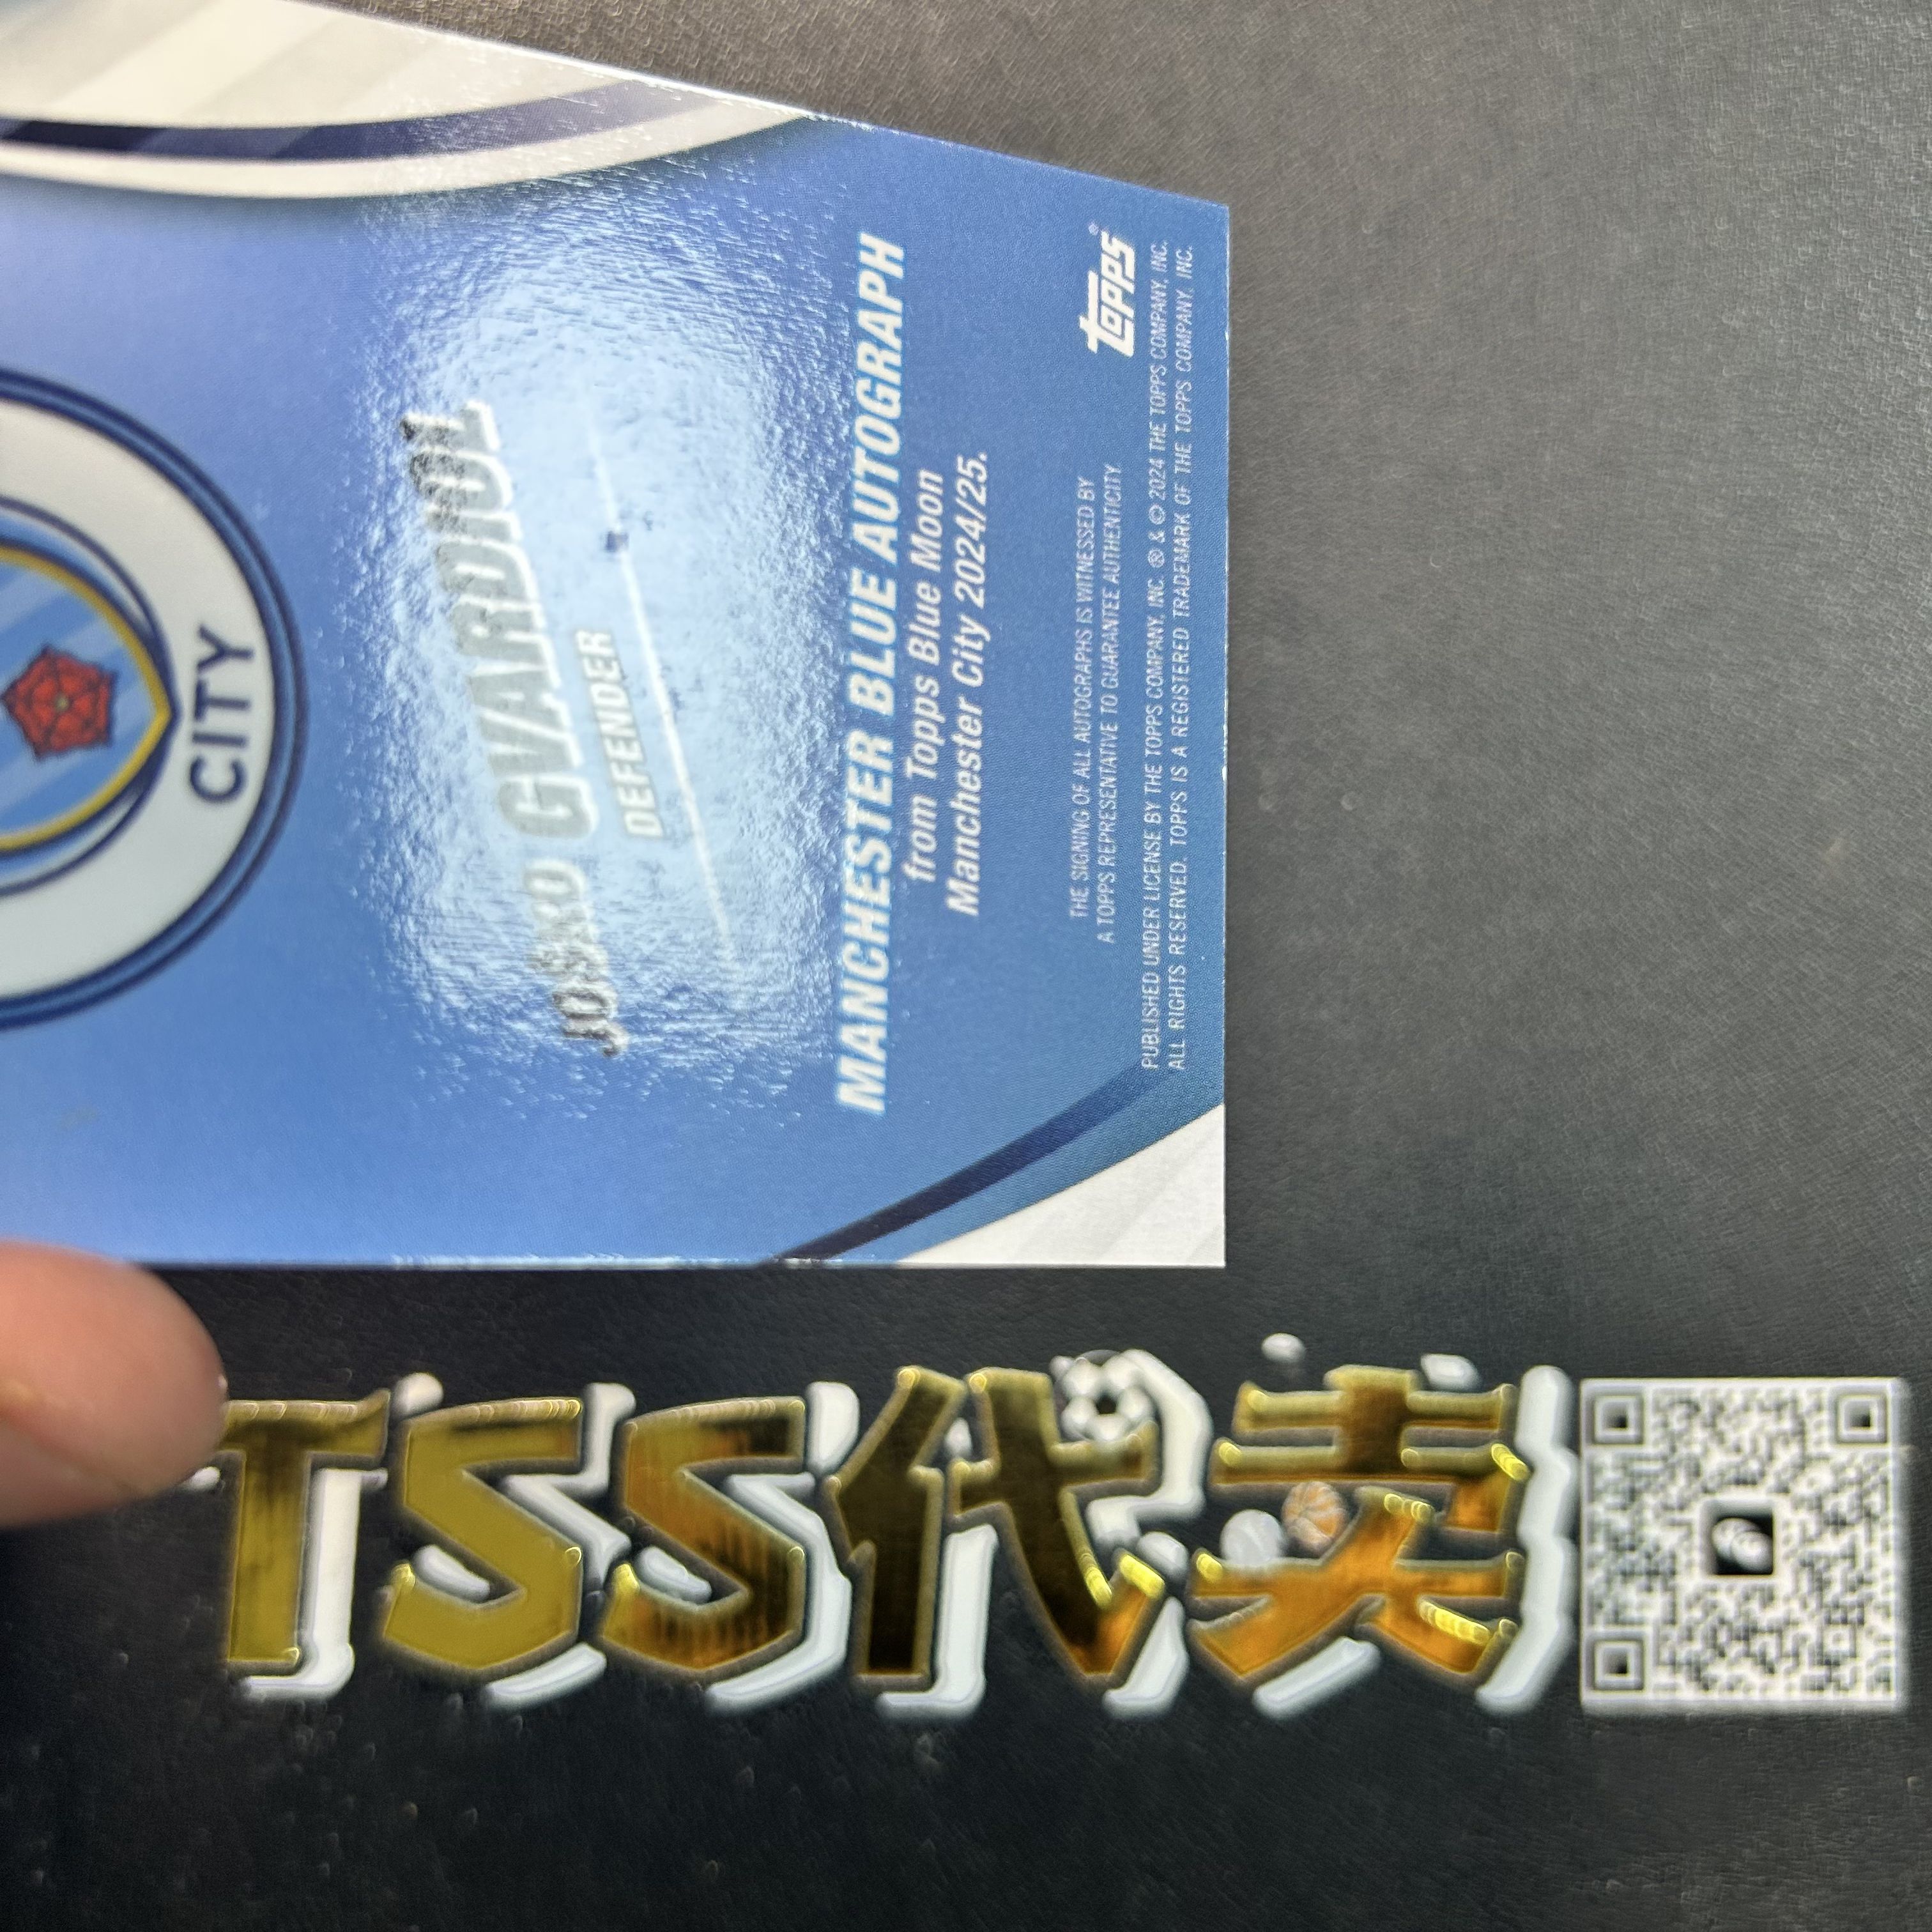 CITY
JOŠKO GVARDIOL
DEFENDER
MANCHESTER BLUE AUTOGRAPH
from Topps Blue Moon
Manchester City 2024/25.
THE SIGNING OF ALL AUTOGRAPHS IS WITNESSED BY
A TOPPS REPRESENTATIVE TO GUARANTEE AUTHENTICITY.
topps®
PUBLISHED UNDER LICENSE BY THE TOPPS COMPANY, INC. ® & © 2024 THE TOPPS COMPANY, INC.
ALL RIGHTS RESERVED. TOPPS IS A REGISTERED TRADEMARK OF THE TOPPS COMPANY, INC.
TSS代卖